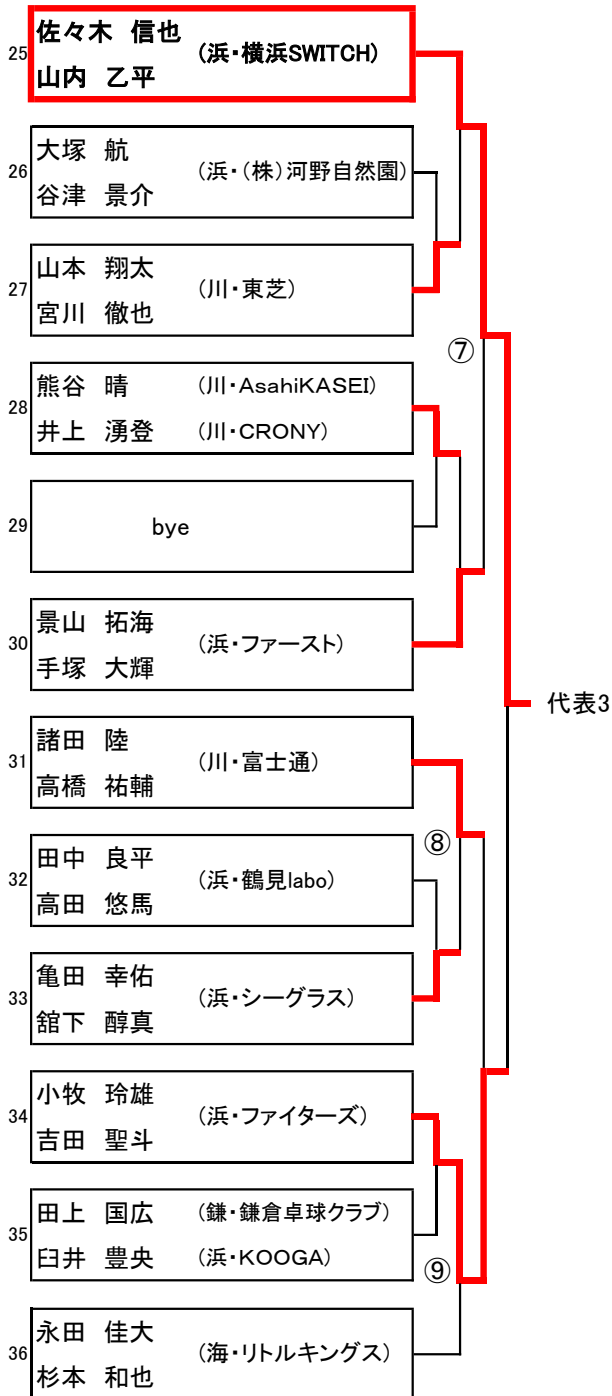 25
佐々木 信也
(浜・横浜SWITCH)
山内 乙平
26
大塚 航
(浜・(株)河野自然園)
谷津 景介
27
山本 翔太
(川・東芝)
宮川 徹也
⑦
28
熊谷 晴 (川・AsahiKASEI)
井上 湧登 (川・CRONY)
29
bye
30
景山 拓海
(浜・ファースト)
手塚 大輝
代表3
31
諸田 陸
(川・富士通)
高橋 祐輔
⑧
32
田中 良平
(浜・鶴見labo)
高田 悠馬
33
亀田 幸佑
(浜・シーグラス)
舘下 醇真
34
小牧 玲雄
(浜・ファイターズ)
吉田 聖斗
35
田上 国広 (鎌・鎌倉卓球クラブ)
臼井 豊央 (浜・KOOGA)
⑨
36
永田 佳大
(海・リトルキングス)
杉本 和也